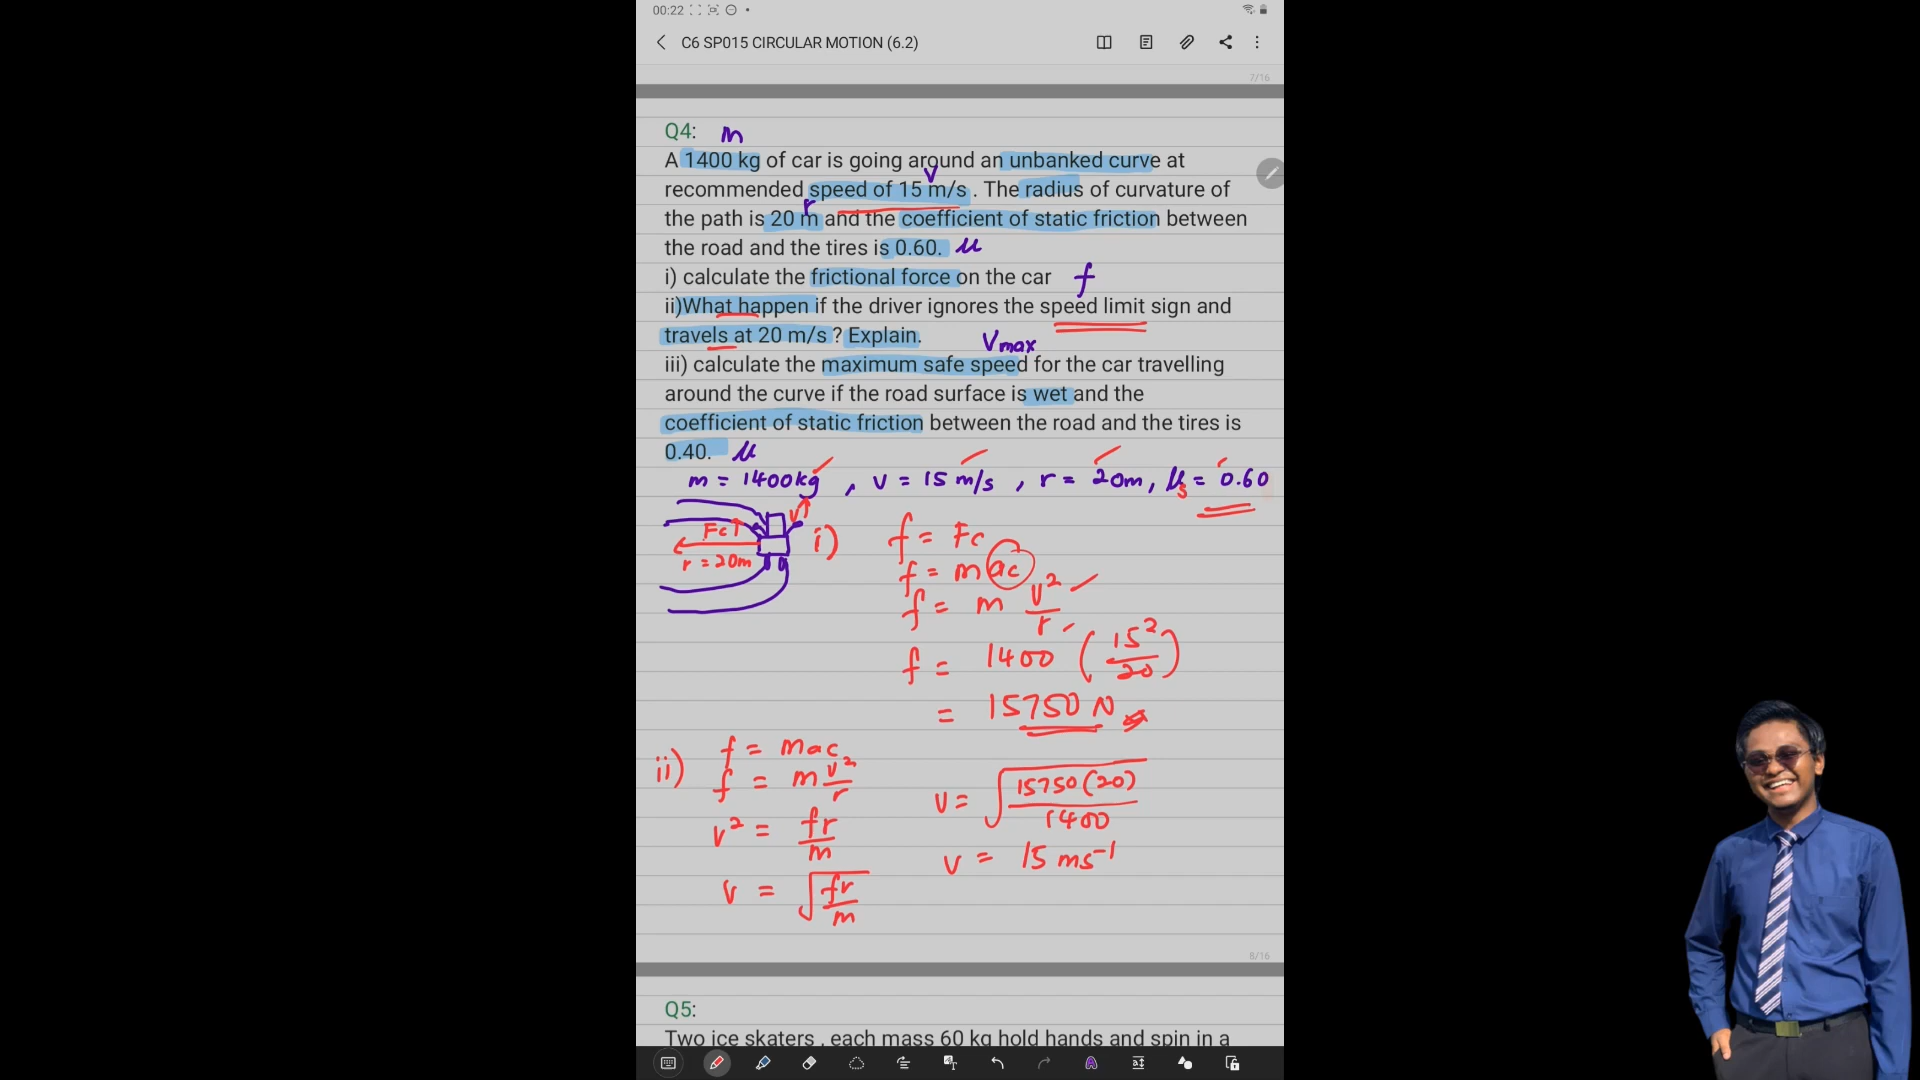 00:22
C6 SP015 CIRCULAR MOTION (6.2)
7/16
Q4: m
A 1400 kg of car is going around an unbanked curve at
v
recommended speed of 15 m/s . The radius of curvature of
r
the path is 20 m and the coefficient of static friction between
the road and the tires is 0.60. μ
i) calculate the frictional force on the car f
ii)What happen if the driver ignores the speed limit sign and
travels at 20 m/s ? Explain. Vmax
iii) calculate the maximum safe speed for the car travelling
around the curve if the road surface is wet and the
coefficient of static friction between the road and the tires is
0.40. μ
m = 1400kg , v = 15 m/s , r = 20m, μs = 0.60
v
Fc
r = 20m
i) f = Fc
f = mac
f = m v²/r
f = 1400 (15²/20)
= 15750 N
ii) f = mac
f = m v²/r
v² = fr/m
v = √(fr/m)
v = √(15750(20)/1400)
v = 15 ms⁻¹
8/16
Q5:
Two ice skaters , each mass 60 kg hold hands and spin in a